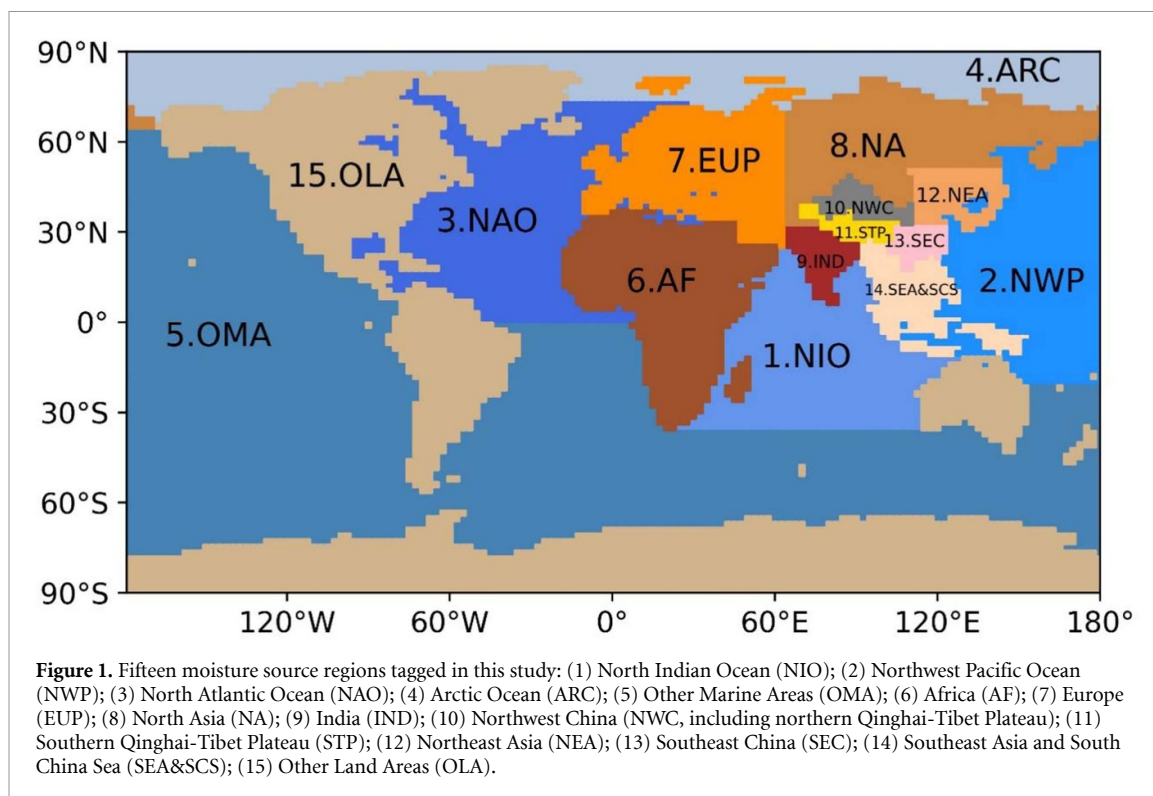 90°N
60°N
30°N
0°
30°S
60°S
90°S
4.ARC
8.NA
7.EUP
15.OLA
12.NEA
10.NWC
3.NAO
11.STP
13.SEC
9.IND
6.AF
14.SEA&SCS
2.NWP
5.OMA
1.NIO
120°W 60°W 0° 60°E 120°E 180°
Figure 1. Fifteen moisture source regions tagged in this study: (1) North Indian Ocean (NIO); (2) Northwest Pacific Ocean
(NWP); (3) North Atlantic Ocean (NAO); (4) Arctic Ocean (ARC); (5) Other Marine Areas (OMA); (6) Africa (AF); (7) Europe
(EUP); (8) North Asia (NA); (9) India (IND); (10) Northwest China (NWC, including northern Qinghai-Tibet Plateau); (11)
Southern Qinghai-Tibet Plateau (STP); (12) Northeast Asia (NEA); (13) Southeast China (SEC); (14) Southeast Asia and South
China Sea (SEA&SCS); (15) Other Land Areas (OLA).